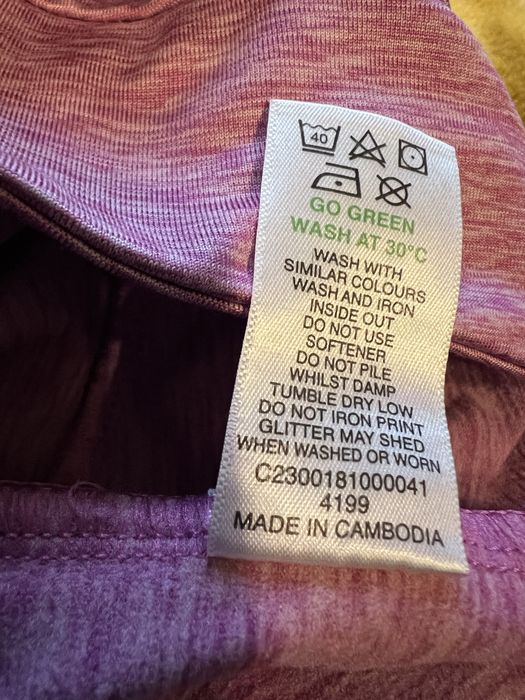 40
GO GREEN
WASH AT 30°C
WASH WITH
SIMILAR COLOURS
WASH AND IRON
INSIDE OUT
DO NOT USE
SOFTENER
DO NOT PILE
WHILST DAMP
TUMBLE DRY LOW
DO NOT IRON PRINT
GLITTER MAY SHED
WHEN WASHED OR WORN
C2300181000041
4199
MADE IN CAMBODIA